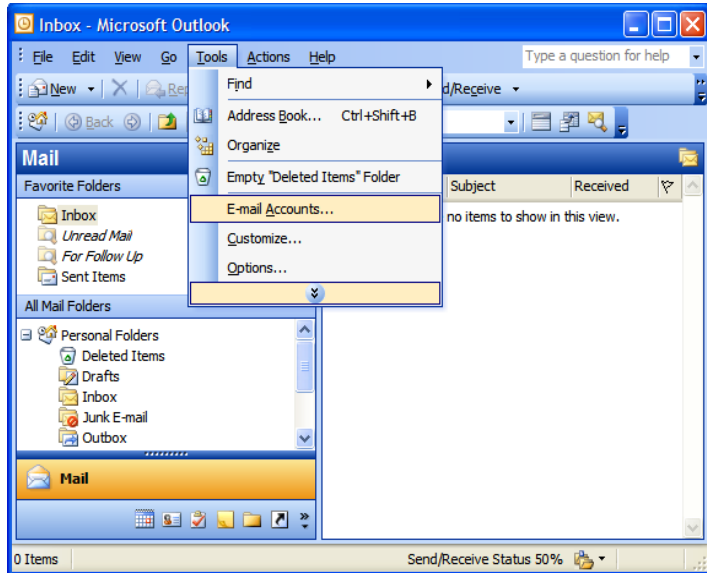 Inbox - Microsoft Outlook
File Edit View Go Tools Actions Help Type a question for help
New Rep d/Receive
Back
Find
Address Book... Ctrl+Shift+B
Organize
Empty "Deleted Items" Folder
E-mail Accounts...
Customize...
Options...
Mail
Favorite Folders
Inbox
Unread Mail
For Follow Up
Sent Items
All Mail Folders
Personal Folders
Deleted Items
Drafts
Inbox
Junk E-mail
Outbox
Mail
Subject Received
no items to show in this view.
0 Items Send/Receive Status 50%